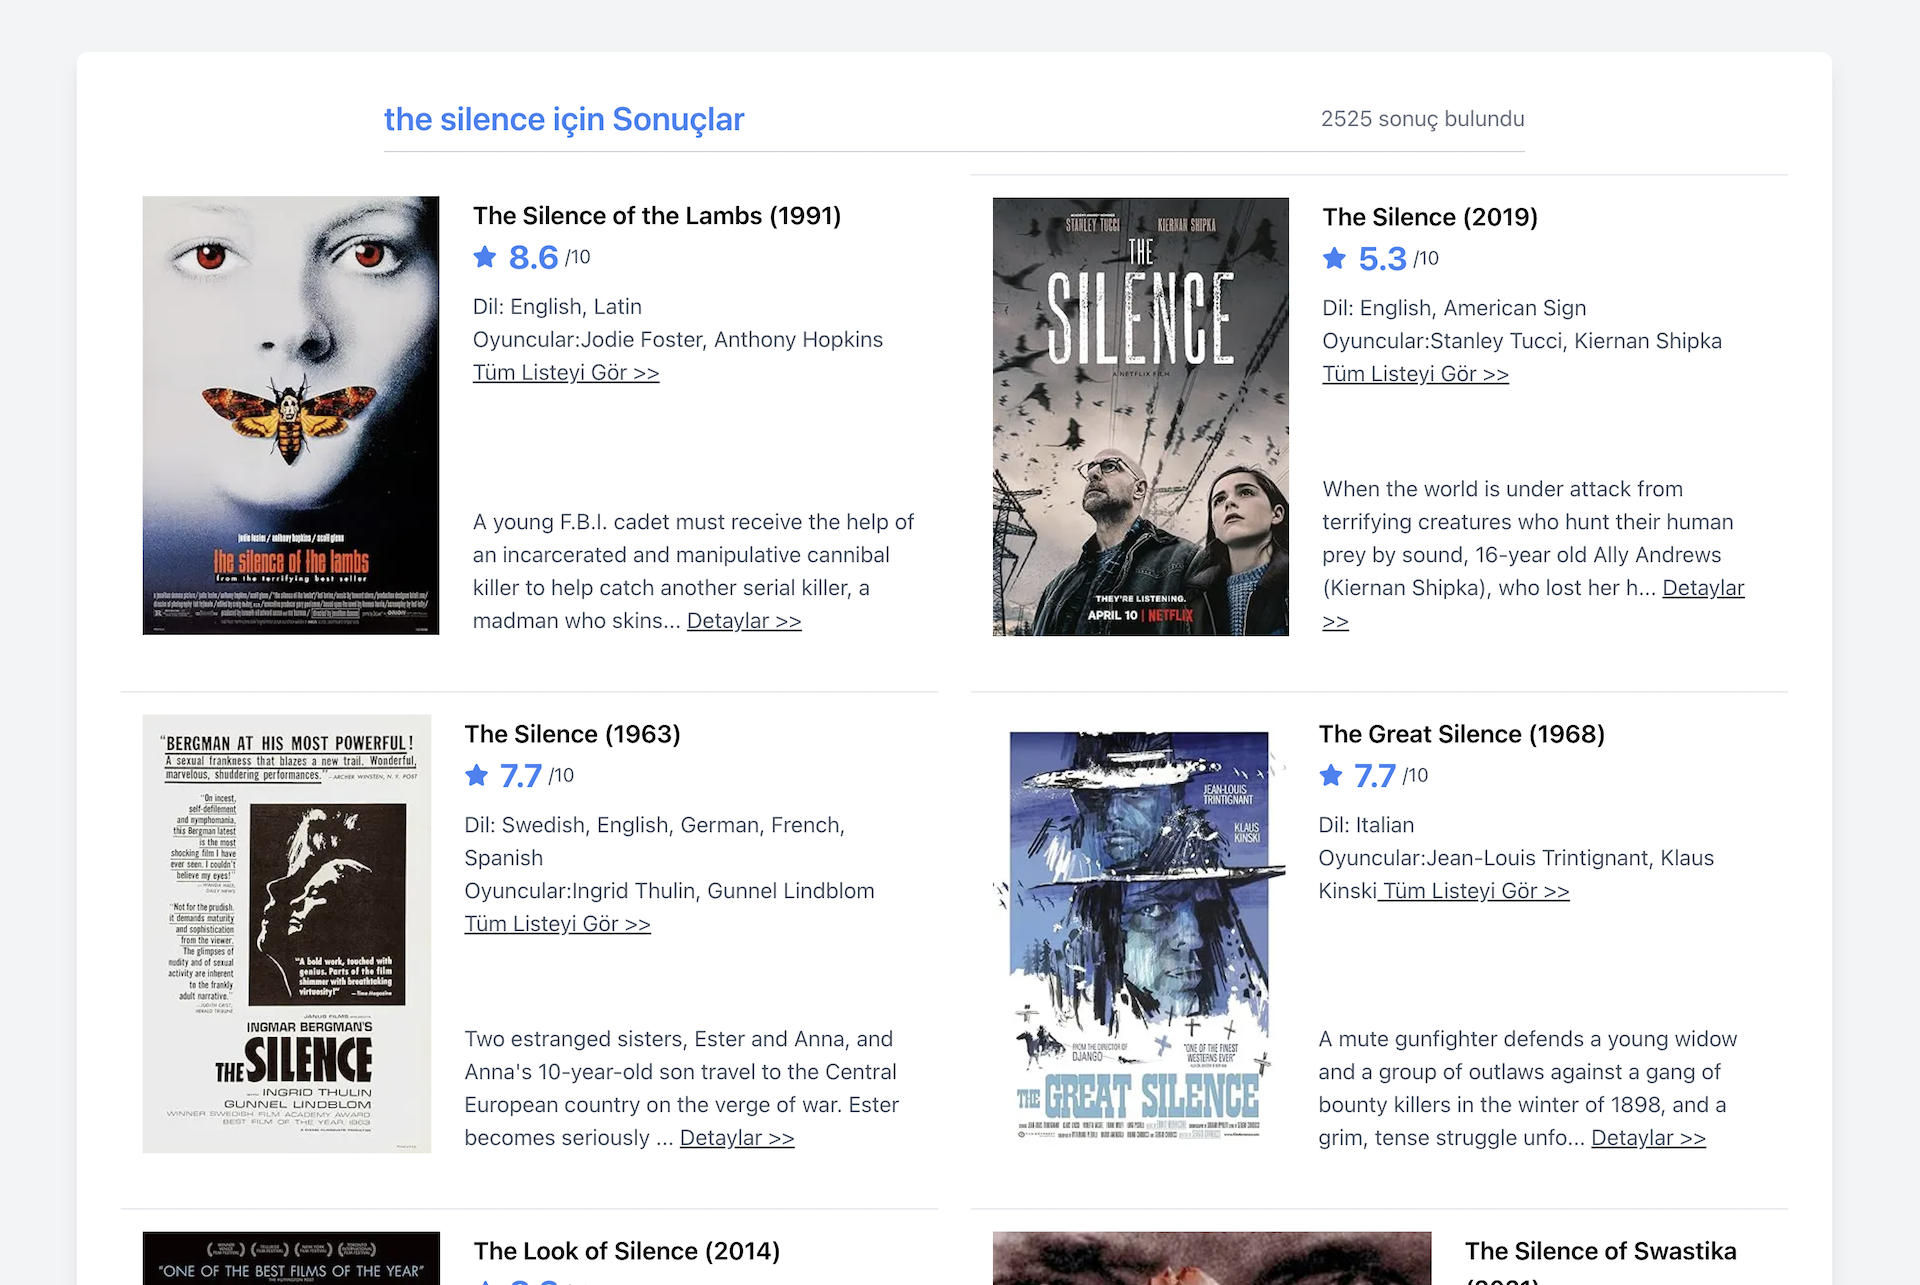 the silence için Sonuçlar
2525 sonuç bulundu
The Silence of the Lambs (1991)
8.6 /10
Dil: English, Latin
Oyuncular:Jodie Foster, Anthony Hopkins
Tüm Listeyi Gör >>
A young F.B.I. cadet must receive the help of
an incarcerated and manipulative cannibal
killer to help catch another serial killer, a
madman who skins... Detaylar >>
jodie foster / anthony hopkins / scott glenn
the silence of the lambs
from the terrifying best seller
The Silence (2019)
5.3 /10
Dil: English, American Sign
Oyuncular:Stanley Tucci, Kiernan Shipka
Tüm Listeyi Gör >>
When the world is under attack from
terrifying creatures who hunt their human
prey by sound, 16-year old Ally Andrews
(Kiernan Shipka), who lost her h... Detaylar
>>
STANLEY TUCCI KIERNAN SHIPKA
THE
SILENCE
A NETFLIX FILM
THEY'RE LISTENING.
APRIL 10 | NETFLIX
The Silence (1963)
7.7 /10
Dil: Swedish, English, German, French,
Spanish
Oyuncular:Ingrid Thulin, Gunnel Lindblom
Tüm Listeyi Gör >>
Two estranged sisters, Ester and Anna, and
Anna's 10-year-old son travel to the Central
European country on the verge of war. Ester
becomes seriously ... Detaylar >>
"BERGMAN AT HIS MOST POWERFUL!
A sexual frankness that blazes a new trail. Wonderful,
marvelous, shuddering performances." – ARCHER WINSTEN, N. Y. POST
"On incest,
self-defilement
and nymphomania,
this Bergman latest
is the most
shocking film I have
ever seen. I couldn't
believe my eyes!"
"Not for the prudish.
it demands maturity
and sophistication
from the viewer.
The glimpses of
nudity and of sexual
activity are inherent
to the frankly
adult narrative."
"A bold work, touched with
genius. Parts of the film
shimmer with breathtaking
virtuosity!" – Time Magazine
JANUS FILMS
INGMAR BERGMAN'S
THE SILENCE
INGRID THULIN
GUNNEL LINDBLOM
WINNER SWEDISH FILM ACADEMY AWARD
BEST FILM OF THE YEAR, 1963
The Great Silence (1968)
7.7 /10
Dil: Italian
Oyuncular:Jean-Louis Trintignant, Klaus
Kinski Tüm Listeyi Gör >>
A mute gunfighter defends a young widow
and a group of outlaws against a gang of
bounty killers in the winter of 1898, and a
grim, tense struggle unfo... Detaylar >>
JEAN-LOUIS
TRINTIGNANT
KLAUS
KINSKI
FROM THE DIRECTOR OF
DJANGO
"ONE OF THE FINEST
WESTERNS EVER"
THE GREAT SILENCE
The Look of Silence (2014)
"ONE OF THE BEST FILMS OF THE YEAR"
The Silence of Swastika
(2021)